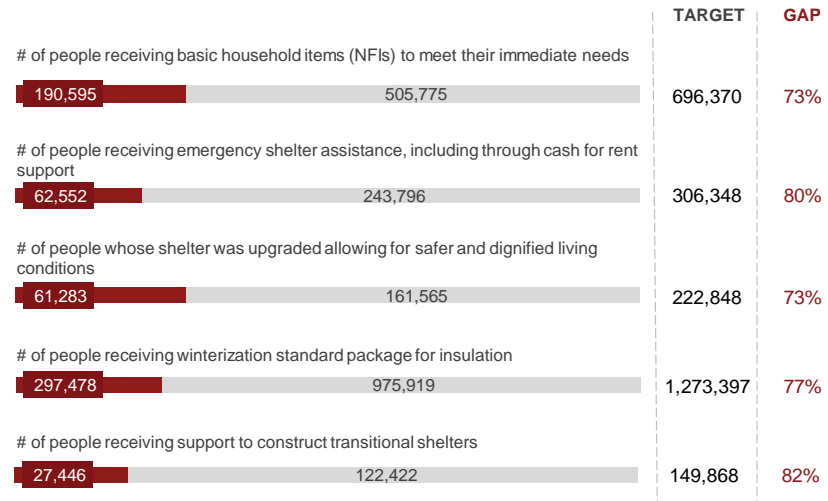 TARGET GAP
# of people receiving basic household items (NFIs) to meet their immediate needs
190,595 505,775 696,370 73%
# of people receiving emergency shelter assistance, including through cash for rent
support
62,552 243,796 306,348 80%
# of people whose shelter was upgraded allowing for safer and dignified living
conditions
61,283 161,565 222,848 73%
# of people receiving winterization standard package for insulation
297,478 975,919 1,273,397 77%
# of people receiving support to construct transitional shelters
27,446 122,422 149,868 82%